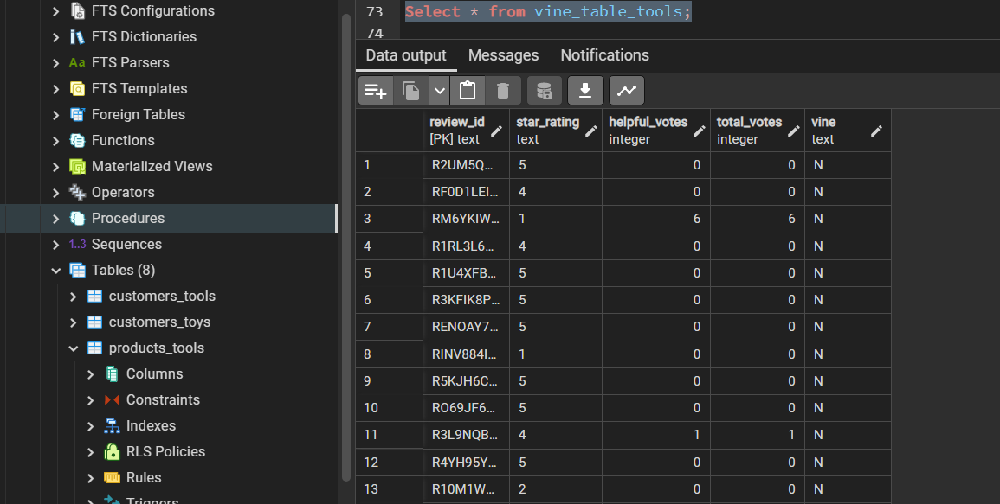 FTS Configurations
FTS Dictionaries
Aa FTS Parsers
FTS Templates
Foreign Tables
Functions
Materialized Views
Operators
Procedures
1..3 Sequences
Tables (8)
customers_tools
customers_toys
products_tools
Columns
Constraints
Indexes
RLS Policies
Rules
Triggers
73 Select * from vine_table_tools;
74
Data output Messages Notifications
review_id star_rating helpful_votes total_votes vine
[PK] text text integer integer text
1 R2UM5Q... 5 0 0 N
2 RF0D1LEI... 4 0 0 N
3 RM6YKIW... 1 6 6 N
4 R1RL3L6... 4 0 0 N
5 R1U4XFB... 5 0 0 N
6 R3KFIK8P... 5 0 0 N
7 RENOAY7... 5 0 0 N
8 RINV884I... 1 0 0 N
9 R5KJH6C... 5 0 0 N
10 RO69JF6... 5 0 0 N
11 R3L9NQB... 4 1 1 N
12 R4YH95Y... 5 0 0 N
13 R10M1W... 2 0 0 N